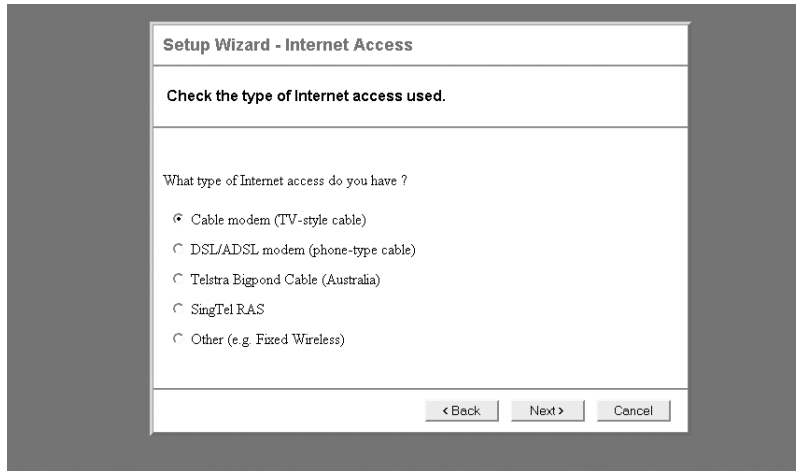 Setup Wizard - Internet Access
Check the type of Internet access used.
What type of Internet access do you have ?
Cable modem (TV-style cable)
DSL/ADSL modem (phone-type cable)
Telstra Bigpond Cable (Australia)
SingTel RAS
Other (e.g. Fixed Wireless)
< Back Next > Cancel